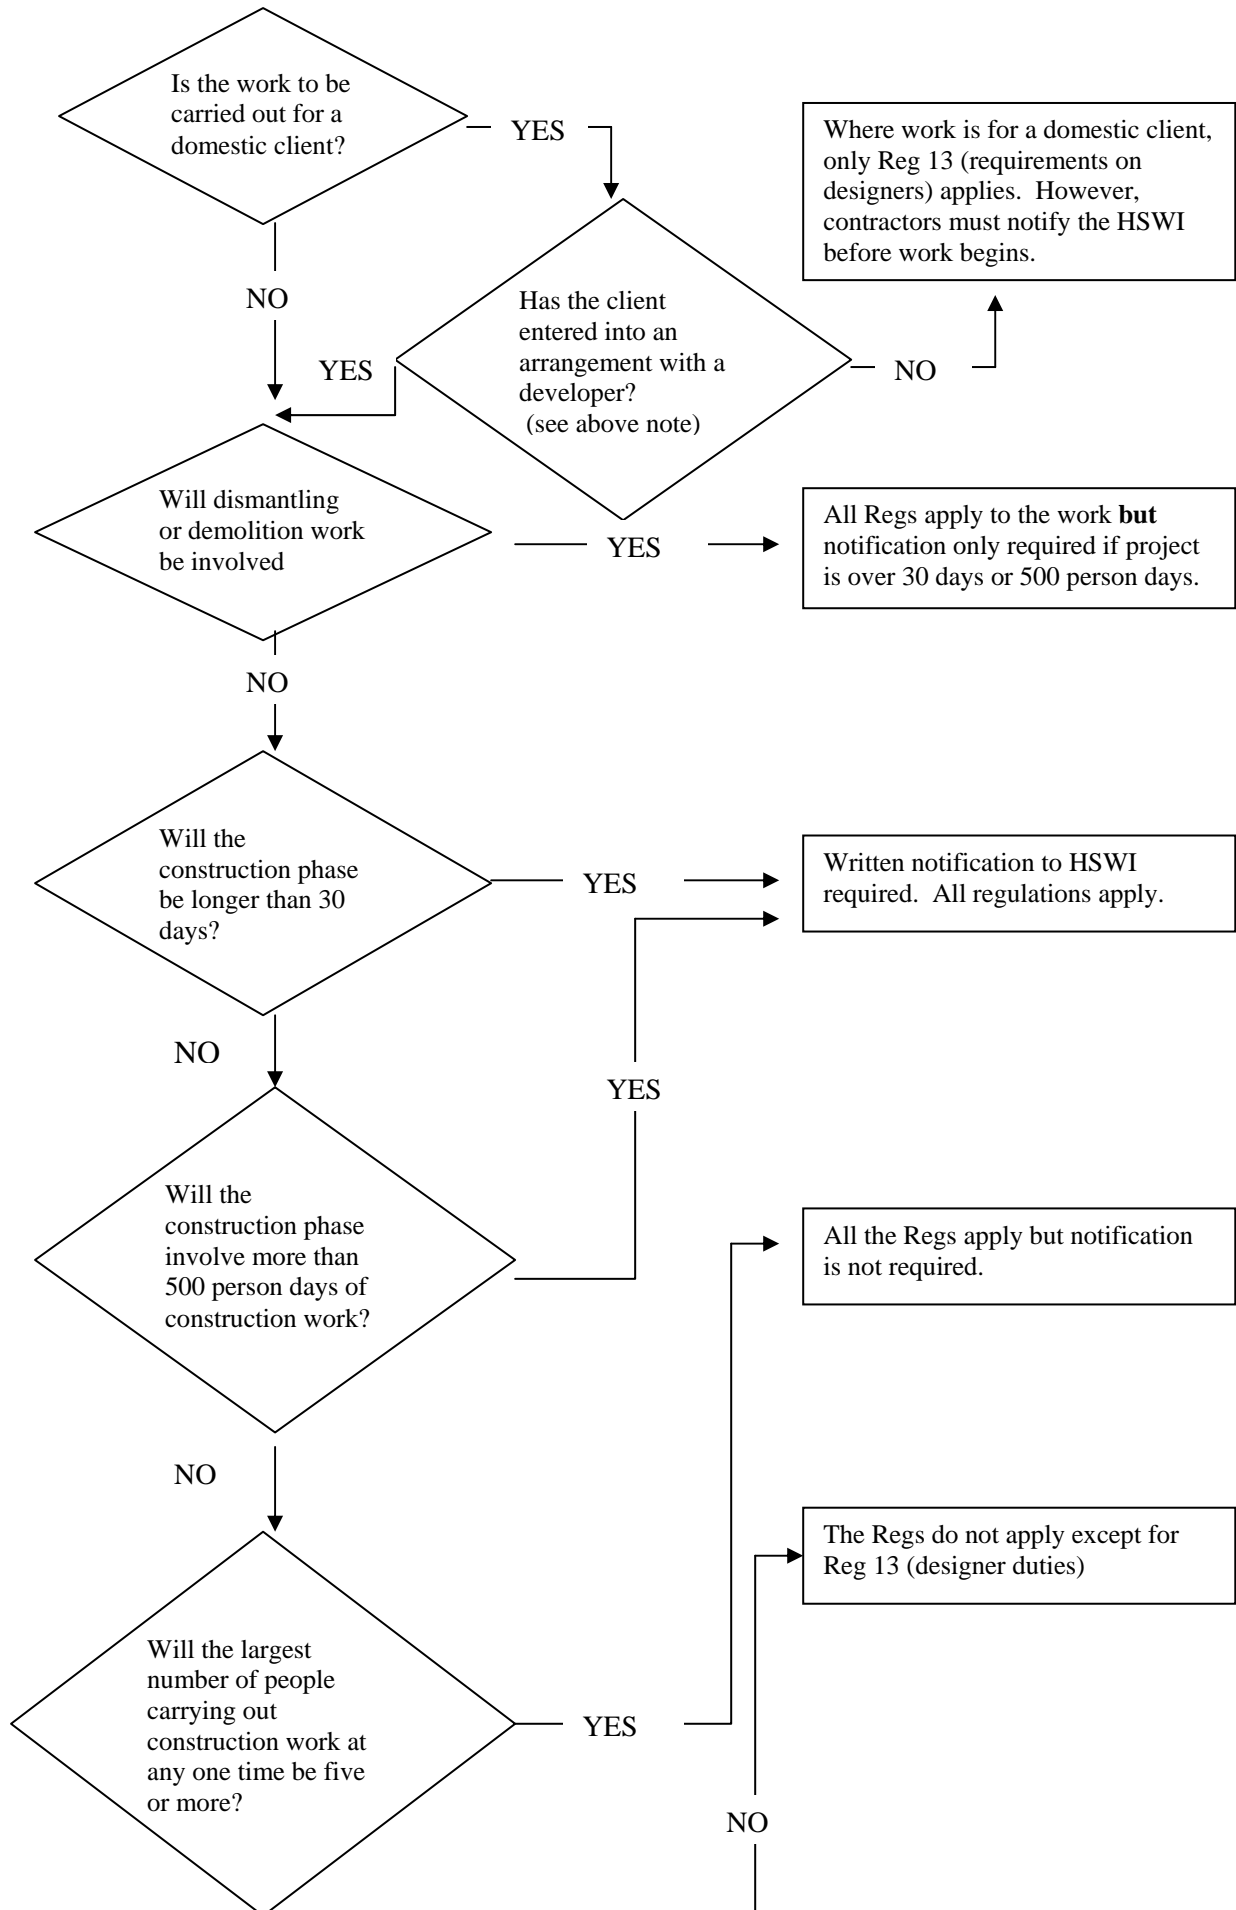 Is the work to be
carried out for a
domestic client?
YES
Where work is for a domestic client,
only Reg 13 (requirements on
designers) applies.  However,
contractors must notify the HSWI
before work begins.
NO
Has the client
entered into an
arrangement with a
developer?
(see above note)
YES
NO
Will dismantling
or demolition work
be involved
YES
All Regs apply to the work but
notification only required if project
is over 30 days or 500 person days.
NO
Will the
construction phase
be longer than 30
days?
YES
Written notification to HSWI
required.  All regulations apply.
NO
YES
Will the
construction phase
involve more than
500 person days of
construction work?
All the Regs apply but notification
is not required.
NO
The Regs do not apply except for
Reg 13 (designer duties)
Will the largest
number of people
carrying out
construction work at
any one time be five
or more?
YES
NO